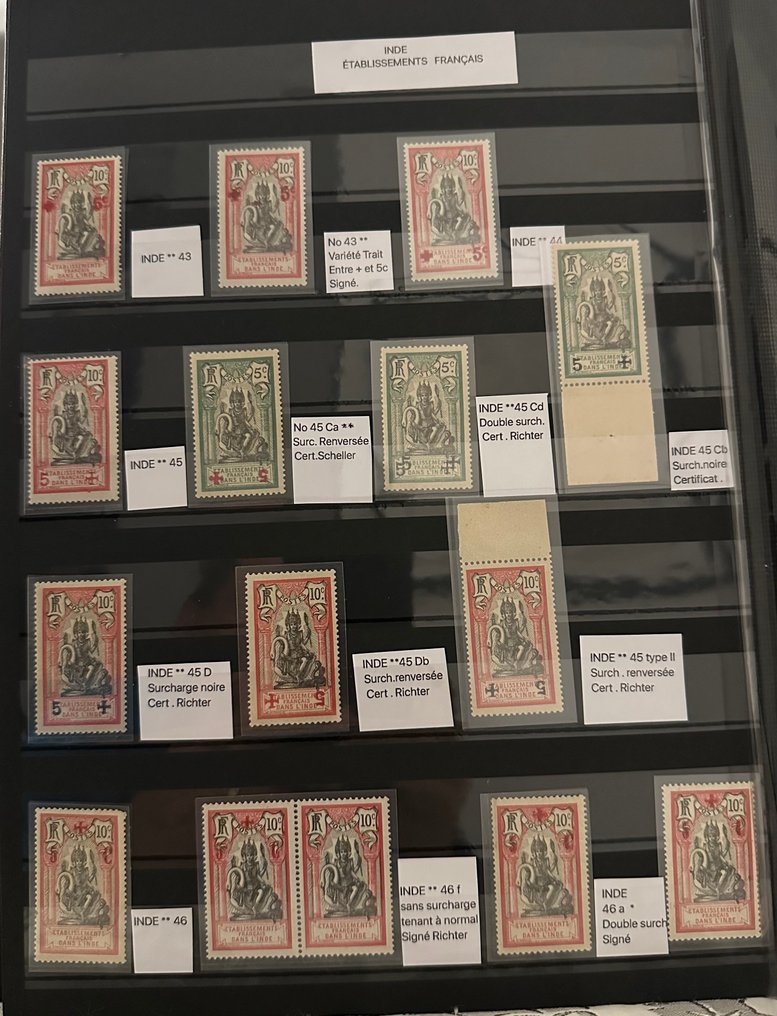 INDE
ÉTABLISSEMENTS FRANÇAIS
INDE ** 43
No 43 **
Variété Trait
Entre + et 5c
Signé.
INDE ** 44
INDE ** 45
No 45 Ca **
Surc. Renversée
Cert.Scheller
INDE **45 Cd
Double surch.
Cert . Richter
INDE 45 Cb
Surch.noire
Certificat .
INDE ** 45 D
Surcharge noire
Cert . Richter
INDE **45 Db
Surch.renversée
Cert . Richter
INDE ** 45 type II
Surch . renversée
Cert . Richter
INDE ** 46
INDE ** 46 f
sans surcharge
tenant à normal
Signé Richter
INDE
46 a *
Double surch
Signé